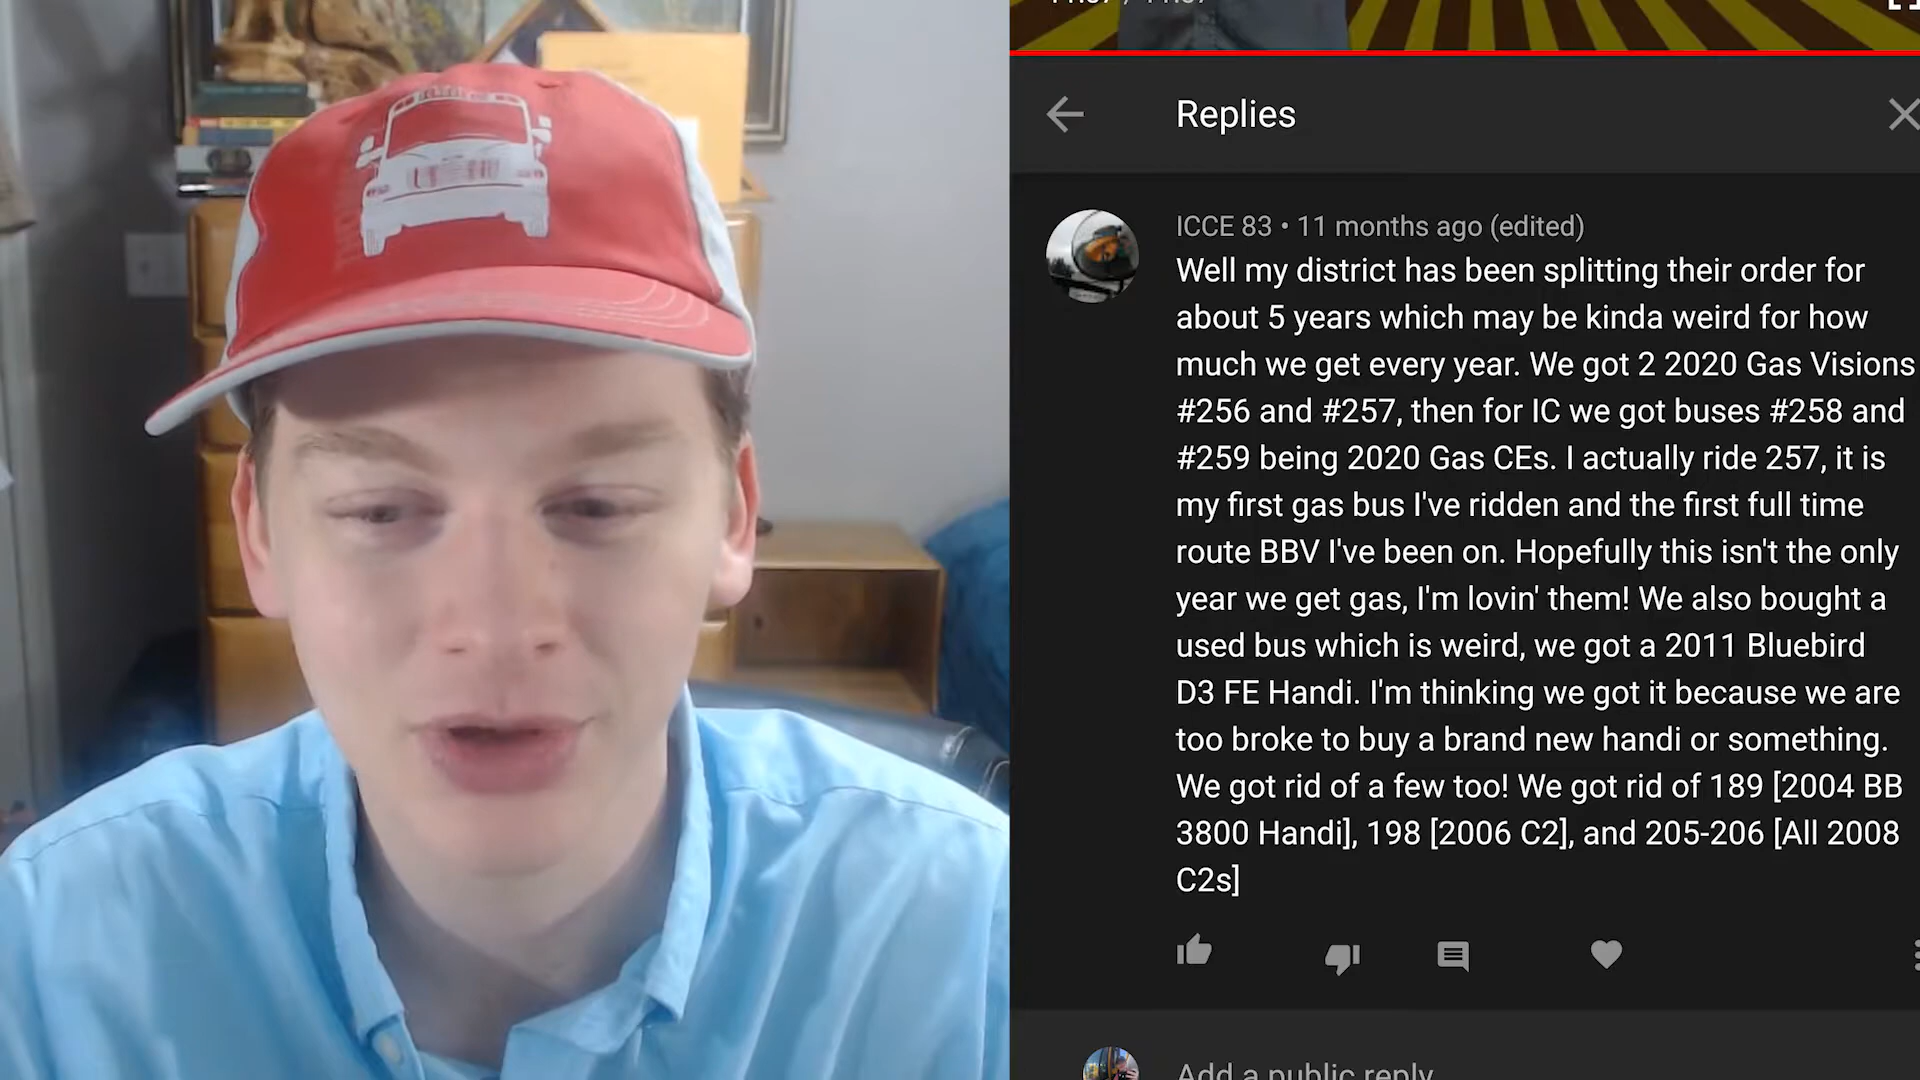 Replies
ICCE 83 • 11 months ago (edited)
Well my district has been splitting their order for
about 5 years which may be kinda weird for how
much we get every year. We got 2 2020 Gas Visions
#256 and #257, then for IC we got buses #258 and
#259 being 2020 Gas CEs. I actually ride 257, it is
my first gas bus I've ridden and the first full time
route BBV I've been on. Hopefully this isn't the only
year we get gas, I'm lovin' them! We also bought a
used bus which is weird, we got a 2011 Bluebird
D3 FE Handi. I'm thinking we got it because we are
too broke to buy a brand new handi or something.
We got rid of a few too! We got rid of 189 [2004 BB
3800 Handi], 198 [2006 C2], and 205-206 [All 2008
C2s]
Add a public reply